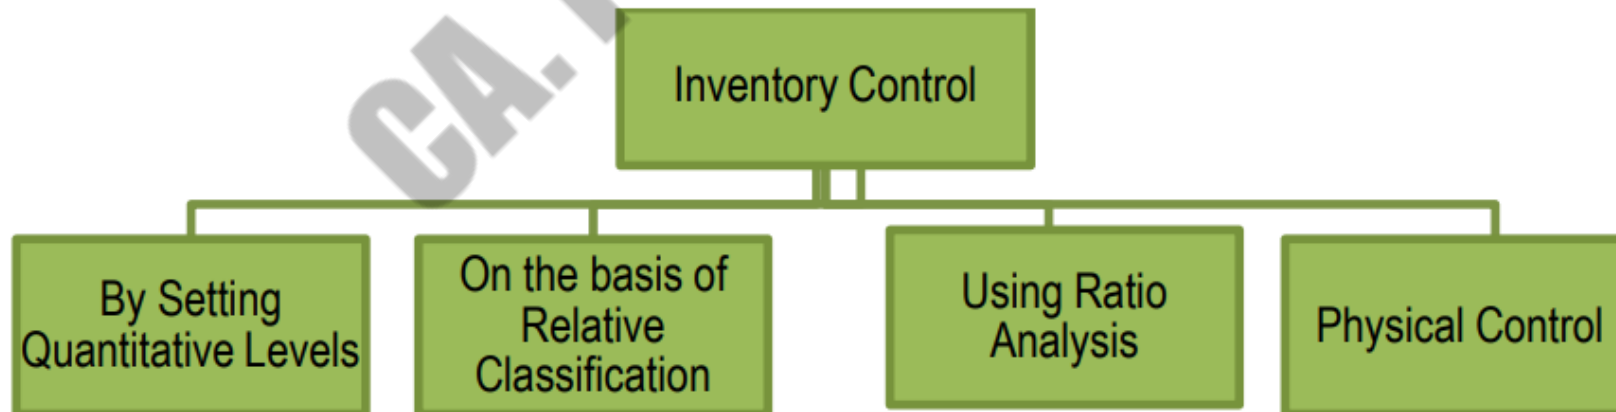 CA.
Inventory Control
By Setting
Quantitative Levels
On the basis of
Relative
Classification
Using Ratio
Analysis
Physical Control